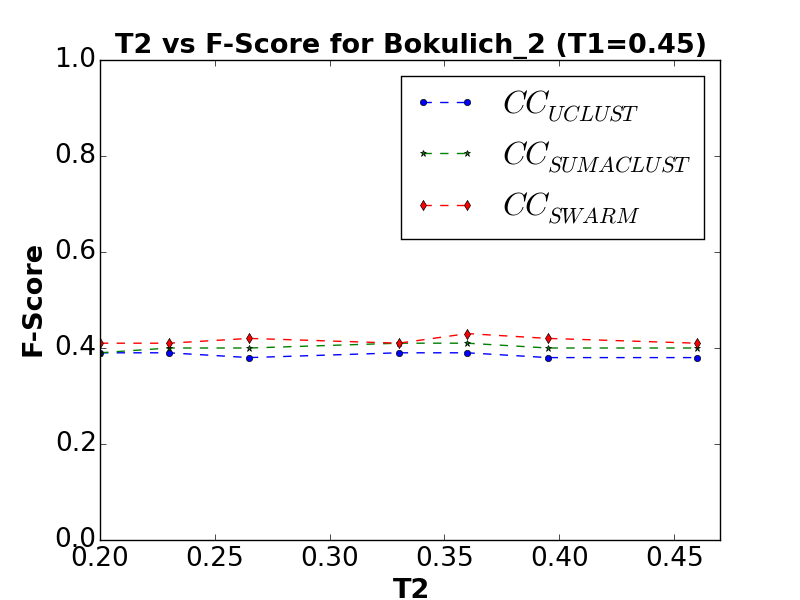 T2 vs F-Score for Bokulich_2 (T1=0.45)
1.0
CC_UCLUST
0.8
CC_SUMACLUST
CC_SWARM
0.6
F-Score
0.4
0.2
0.0
0.20 0.25 0.30 0.35 0.40 0.45
T2